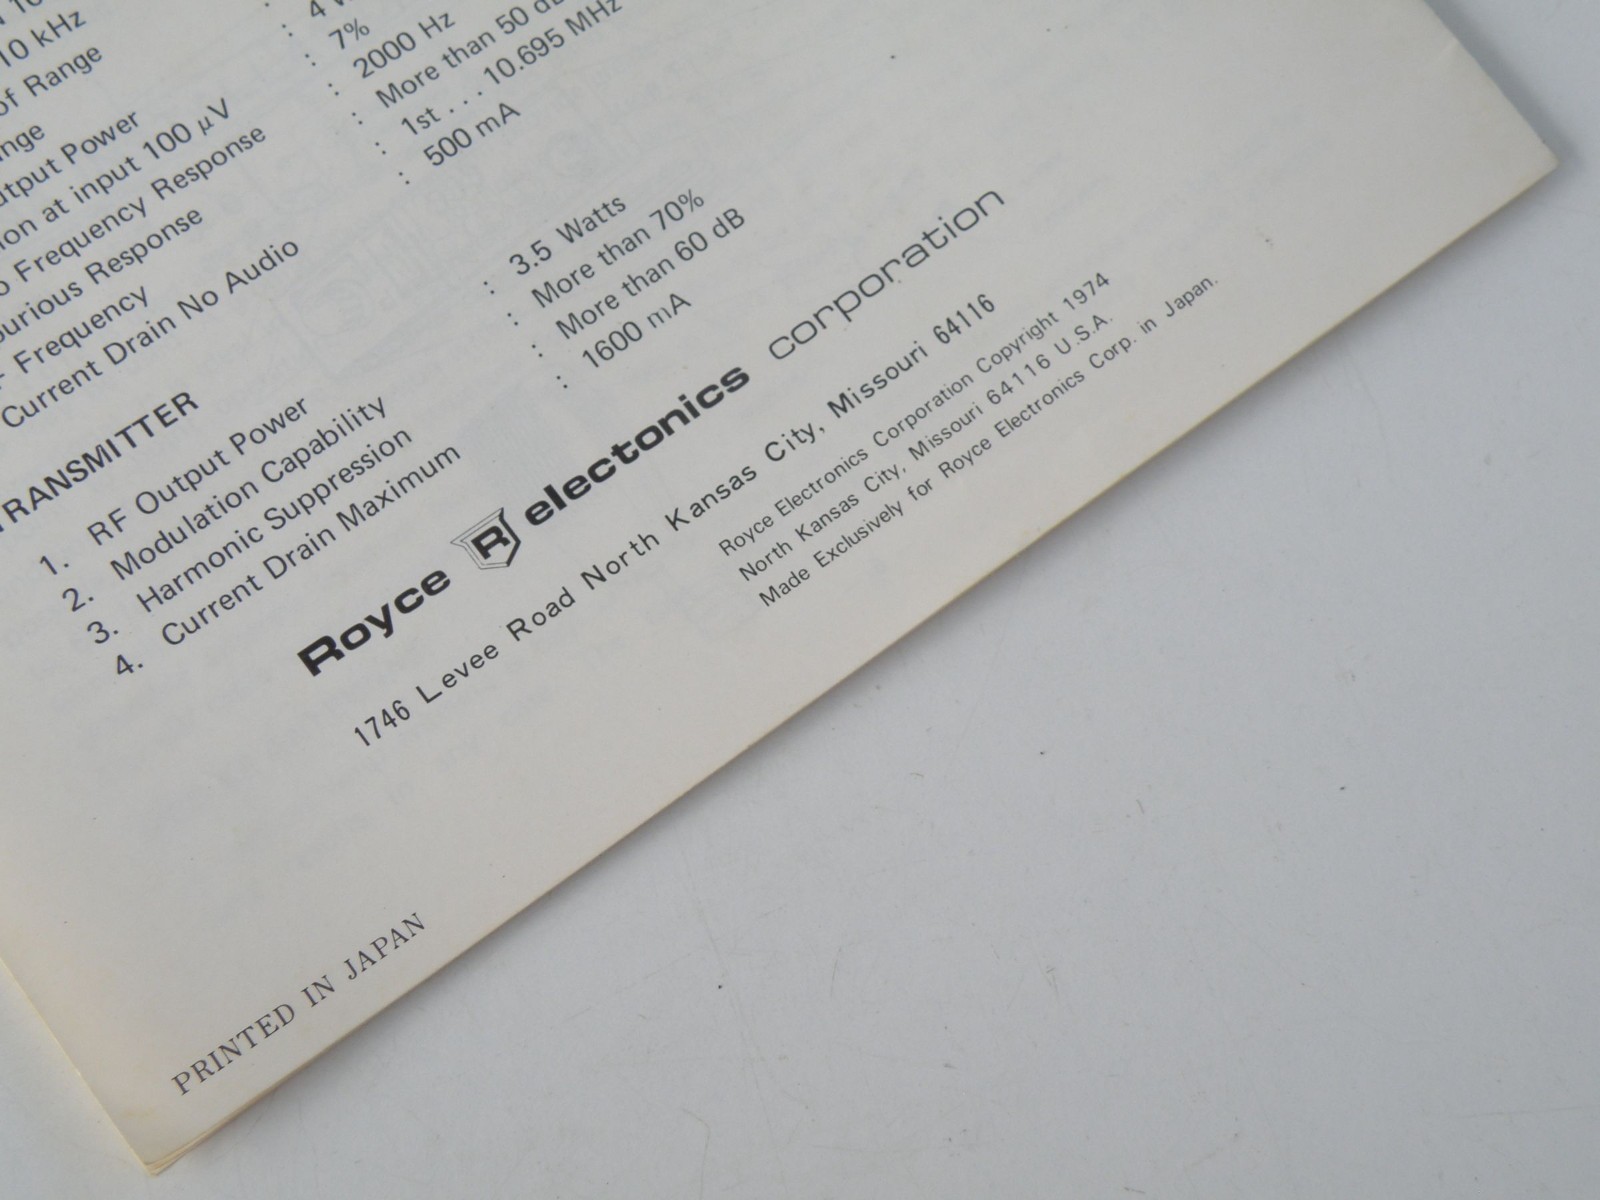 10 kHz
of Range
Output Power : 4
ion at input 100 μV : 7%
Frequency Response : 2000 Hz
Spurious Response : More than 50 dB
Frequency : 1st . . . 10.695 MHz
Current Drain No Audio : 500 mA
TRANSMITTER
1. RF Output Power : 3.5 Watts
2. Modulation Capability : More than 70%
3. Harmonic Suppression : More than 60 dB
4. Current Drain Maximum : 1600 mA
Royce R electonics corporation
1746 Levee Road North Kansas City, Missouri 64116
Royce Electronics Corporation Copyright 1974
North Kansas City, Missouri 64116 U.S.A.
Made Exclusively for Royce Electronics Corp. in Japan.
PRINTED IN JAPAN